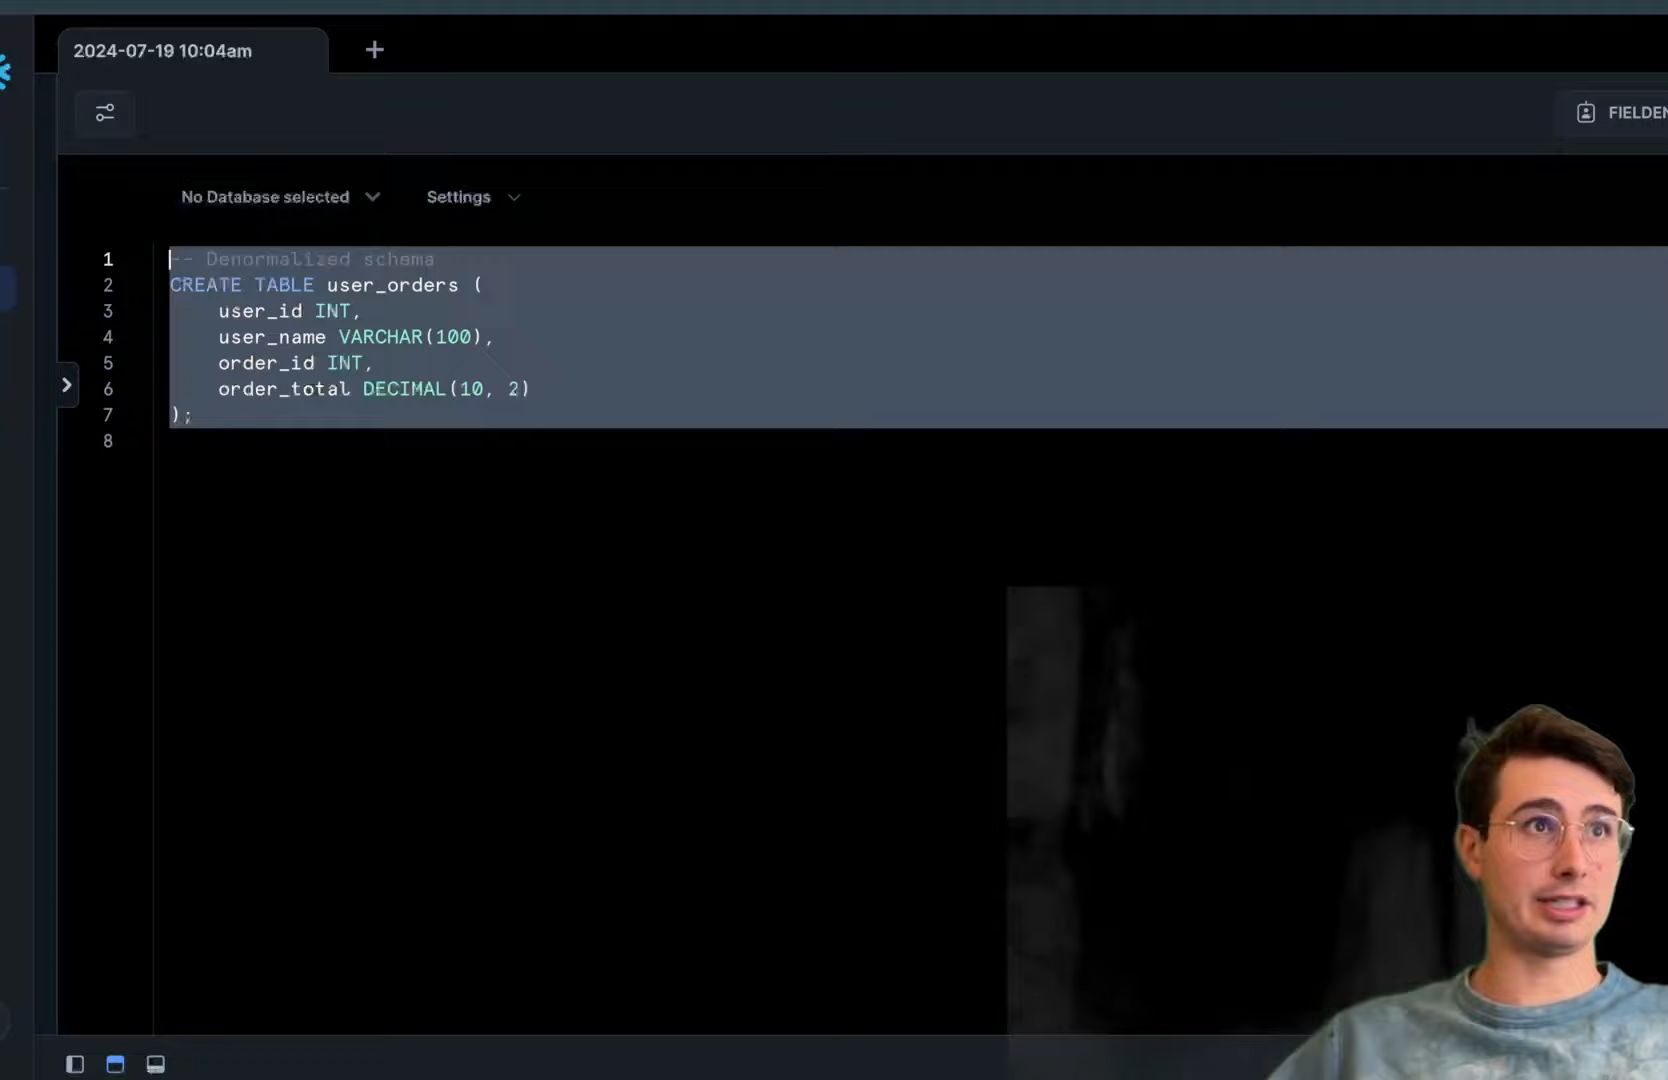 2024-07-19 10:04am
No Database selected
Settings
1 -- Denormalized schema
2 CREATE TABLE user_orders (
3 user_id INT,
4 user_name VARCHAR(100),
5 order_id INT,
6 order_total DECIMAL(10, 2)
7 );
8